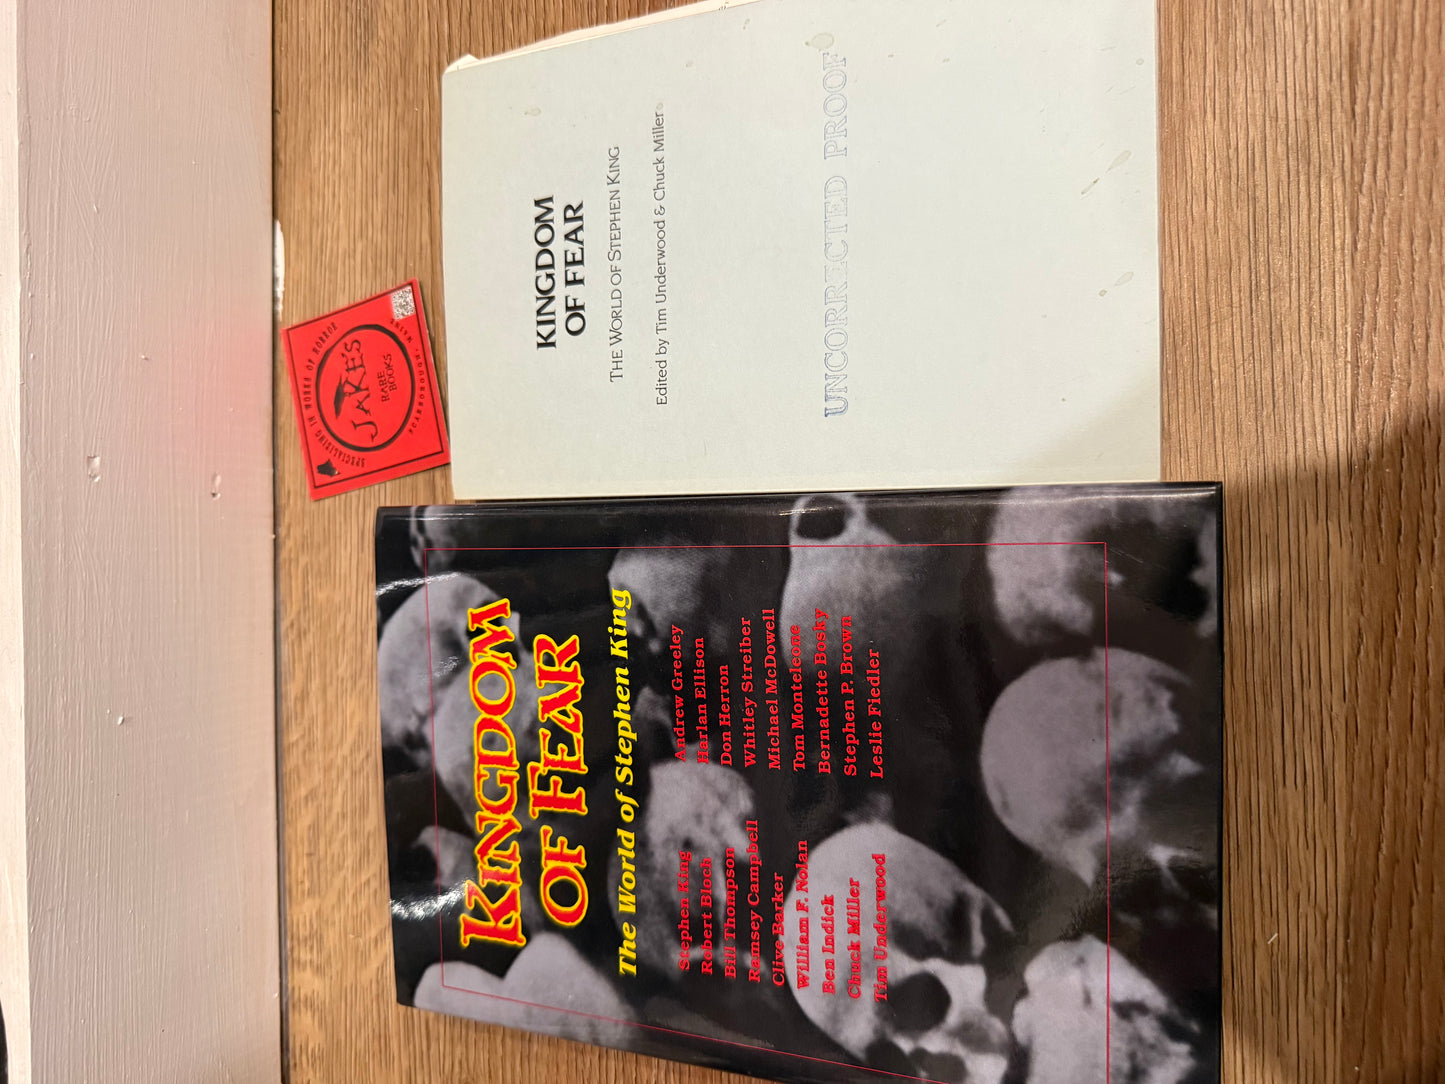 KINGDOM
OF FEAR
The World of Stephen King
Stephen King
Robert Bloch
Bill Thompson
Ramsey Campbell
Clive Barker
William F. Nolan
Ben Indick
Chuck Miller
Tim Underwood
Andrew Greeley
Harlan Ellison
Don Herron
Whitley Streiber
Michael McDowell
Tom Monteleone
Bernadette Bosky
Stephen P. Brown
Leslie Fiedler
KINGDOM
OF FEAR
THE WORLD OF STEPHEN KING
Edited by Tim Underwood & Chuck Miller
UNCORRECTED PROOF
SPECIALIZING IN WORKS OF HORROR
JAKE'S
RARE
BOOKS
*SCARBOROUGH, MAINE*